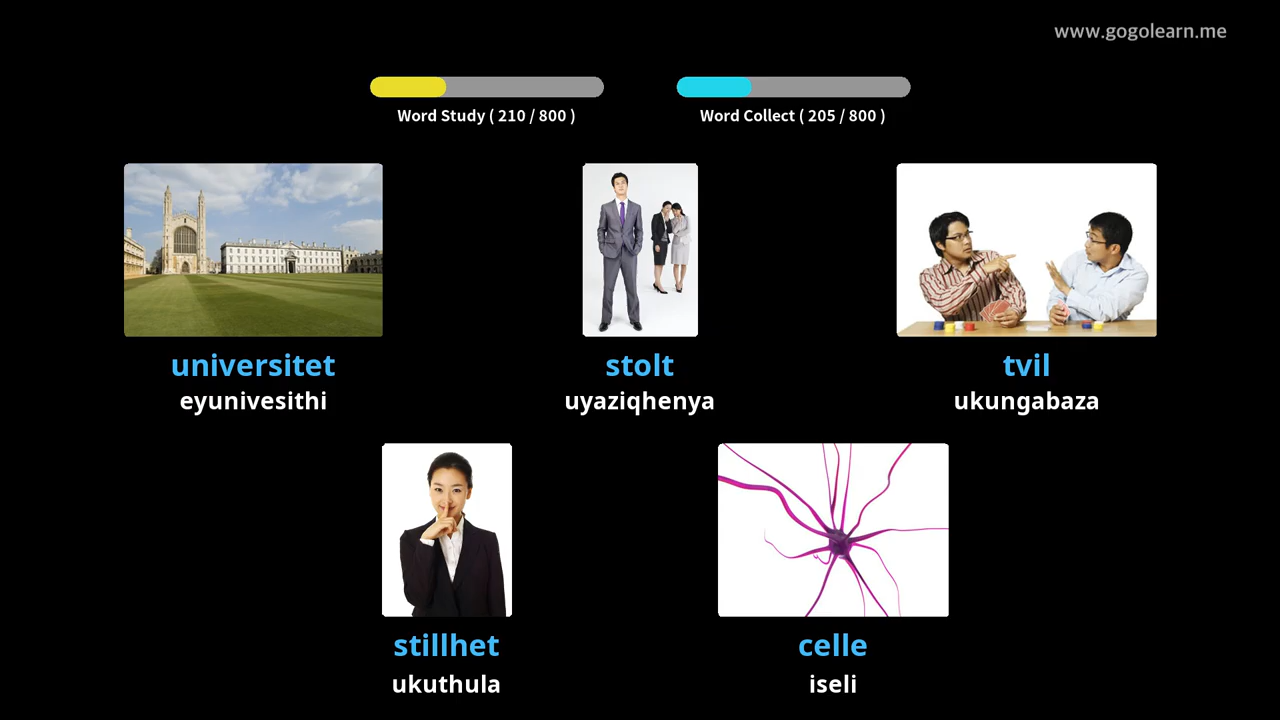 www.gogolearn.me
Word Study ( 210 / 800 )
Word Collect ( 205 / 800 )
universitet
eyunivesithi
stolt
uyaziqhenya
tvil
ukungabaza
stillhet
ukuthula
celle
iseli